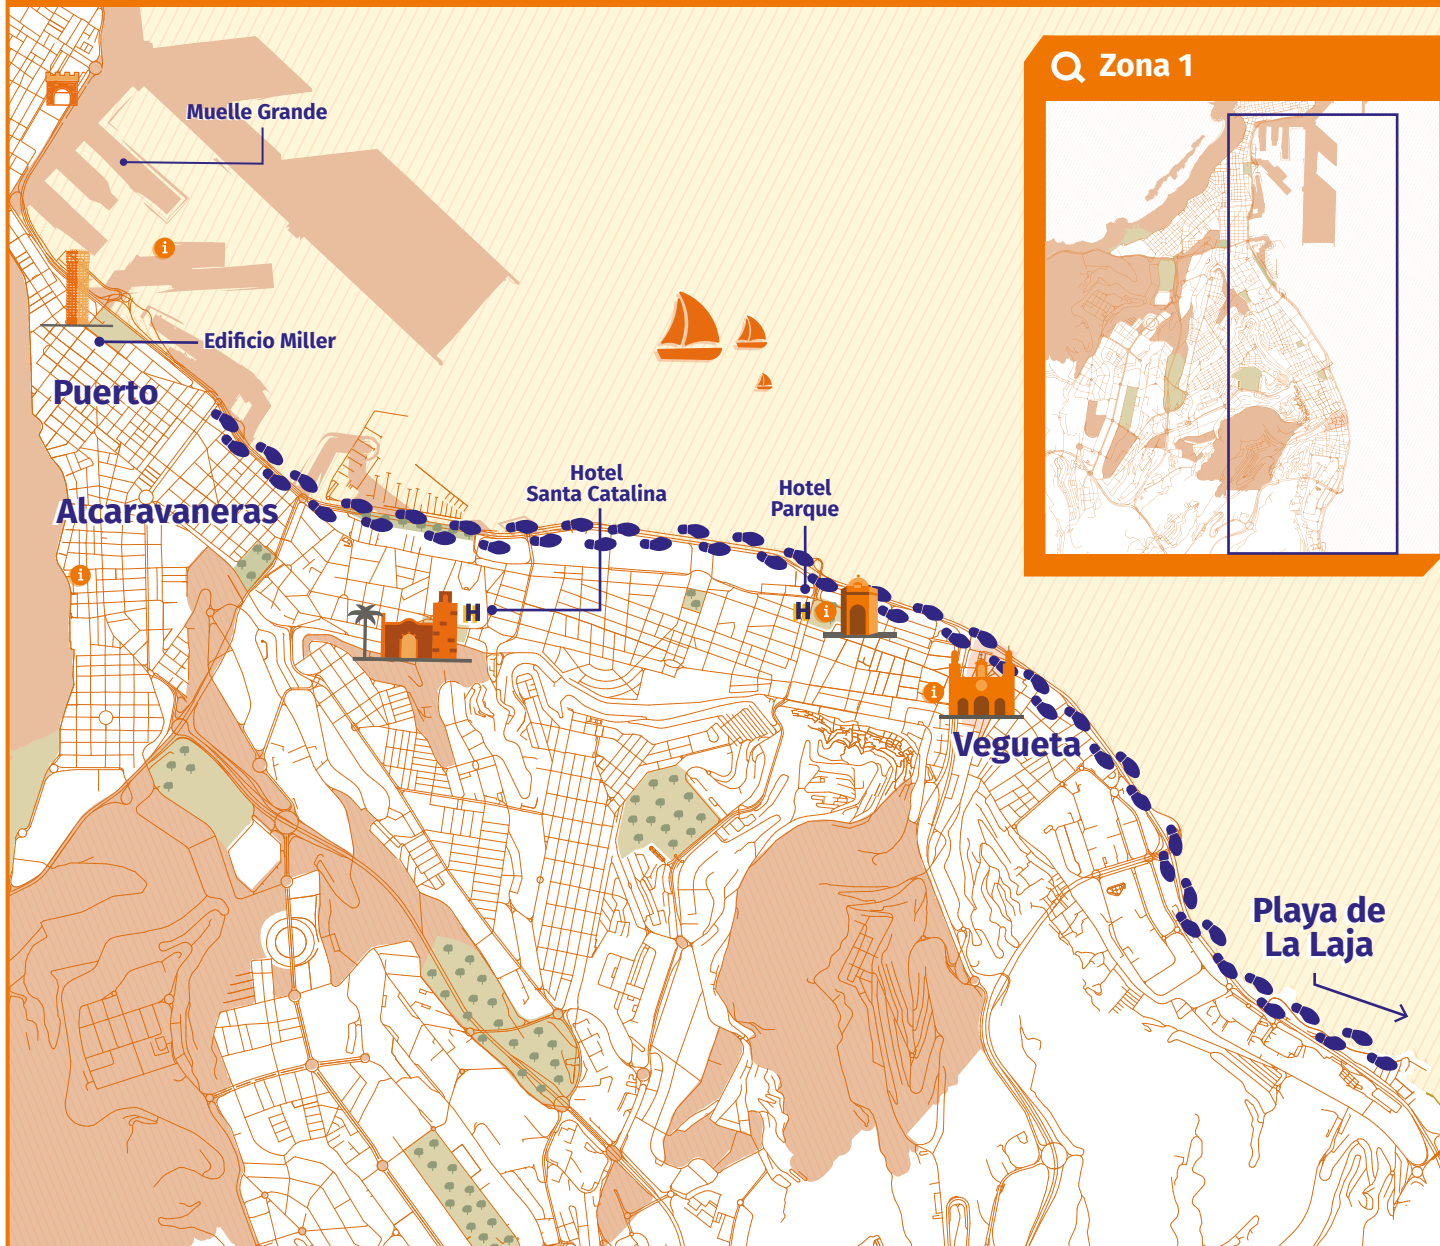 Zona 1
Muelle Grande
i
Edificio Miller
Puerto
Hotel
Santa Catalina
Hotel
Parque
Alcaravaneras
i
H
H
i
i
Vegueta
Playa de
La Laja